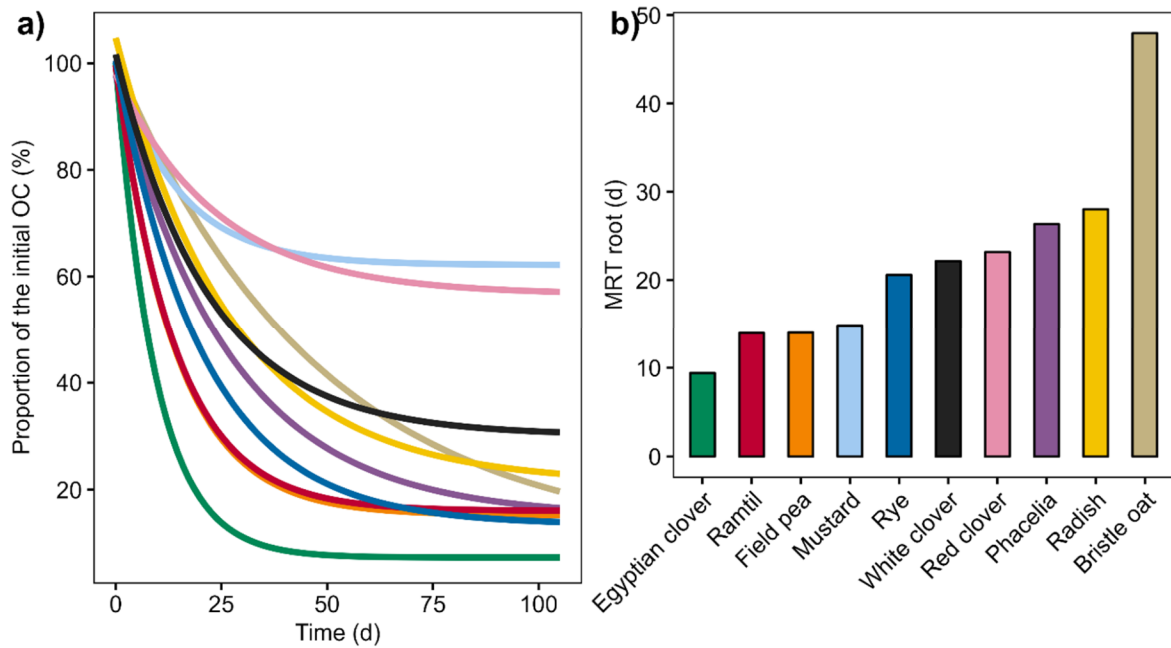 a)
Proportion of the initial OC (%)
100
80
60
40
20
0
25
50
75
100
Time (d)
b)
MRT root (d)
50
40
30
20
10
0
Egyptian clover
Ramtil
Field pea
Mustard
Rye
White clover
Red clover
Phacelia
Radish
Bristle oat